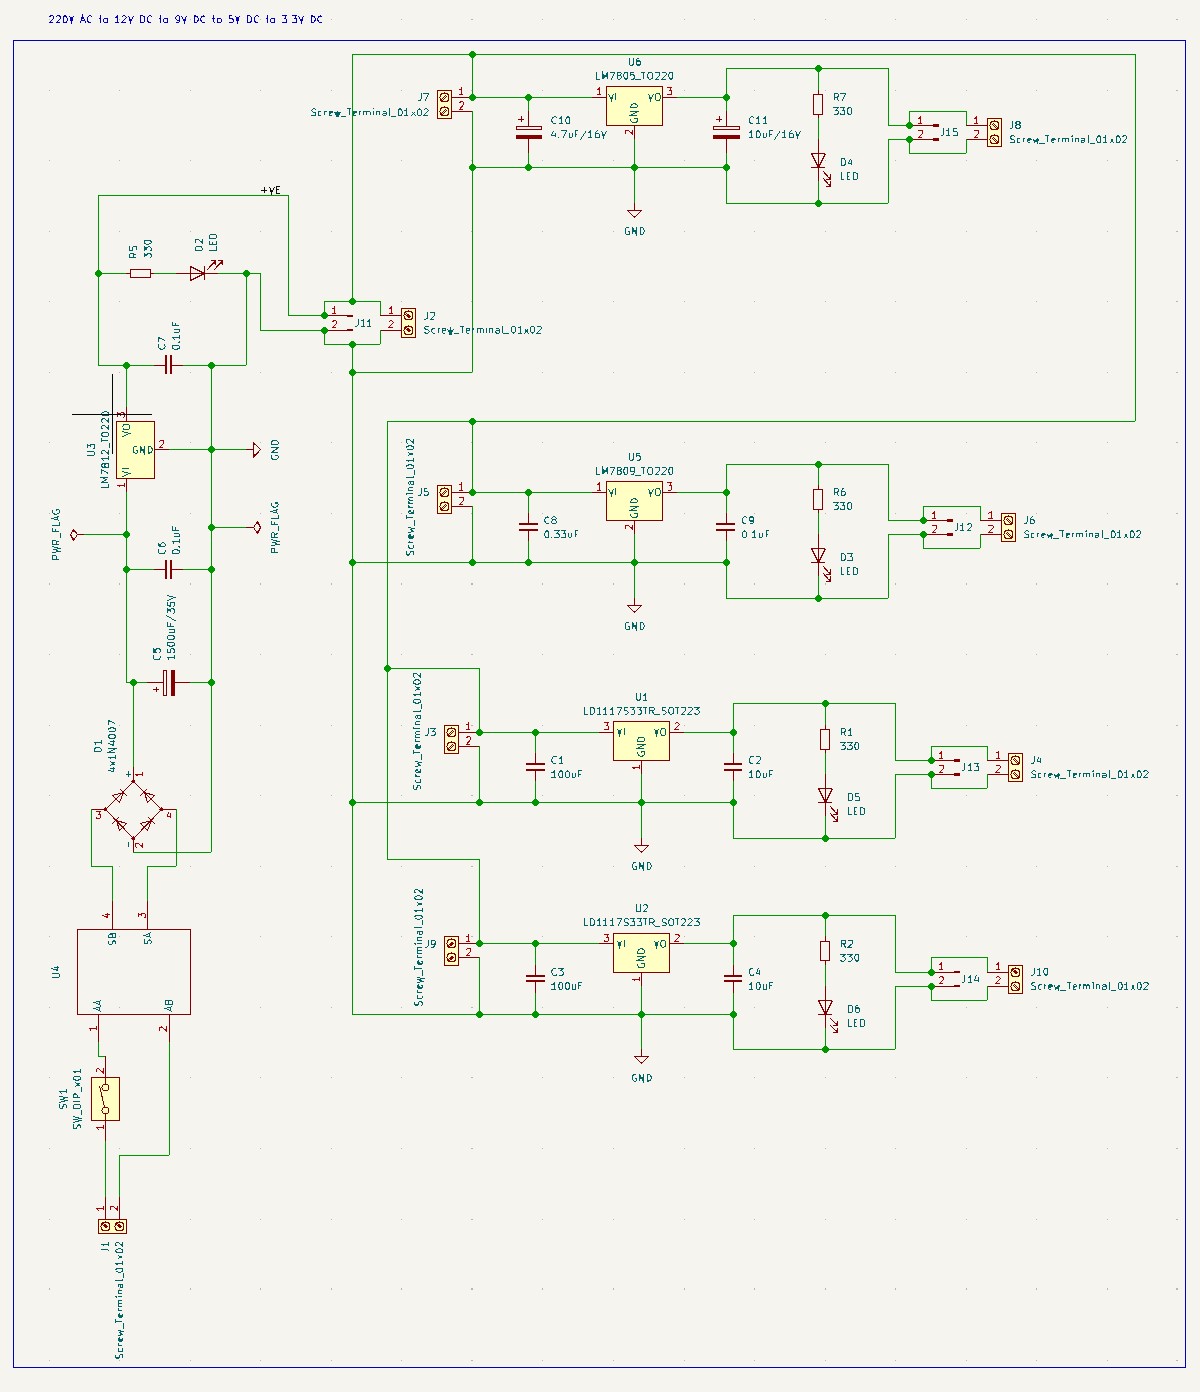 220V AC to 12V DC to 9V DC to 5V DC to 3.3V DC
U6
LM7805_TO220
J7
Screw_Terminal_01x02
1
2
C10
4.7uF/16V
1 VI VO 3
GND
2
C11
10uF/16V
R7
330
D4
LED
GND
1
2
J15
1
2
J8
Screw_Terminal_01x02
+VE
R5
330
D2
LED
C7
0.1uF
1
2
J11
1
2
J2
Screw_Terminal_01x02
U3
LM7812_TO220
3
VO
GND
2
VI
1
GND
PWR_FLAG
PWR_FLAG
C6
0.1uF
C5
1500uF/35V
D1
4x1N4007
+
1
3
4
-
2
U4
4
SB
3
SA
AA
1
AB
2
SW1
SW_DIP_x01
2
1
1
2
J1
Screw_Terminal_01x02
U5
LM7809_TO220
J5
Screw_Terminal_01x02
1
2
C8
0.33uF
1 VI VO 3
GND
2
C9
0.1uF
R6
330
D3
LED
GND
1
2
J12
1
2
J6
Screw_Terminal_01x02
U1
LD1117S33TR_SOT223
J3
Screw_Terminal_01x02
1
2
C1
100uF
3 VI VO 2
GND
1
C2
10uF
R1
330
D5
LED
GND
1
2
J13
1
2
J4
Screw_Terminal_01x02
U2
LD1117S33TR_SOT223
J9
Screw_Terminal_01x02
1
2
C3
100uF
3 VI VO 2
GND
1
C4
10uF
R2
330
D6
LED
GND
1
2
J14
1
2
J10
Screw_Terminal_01x02